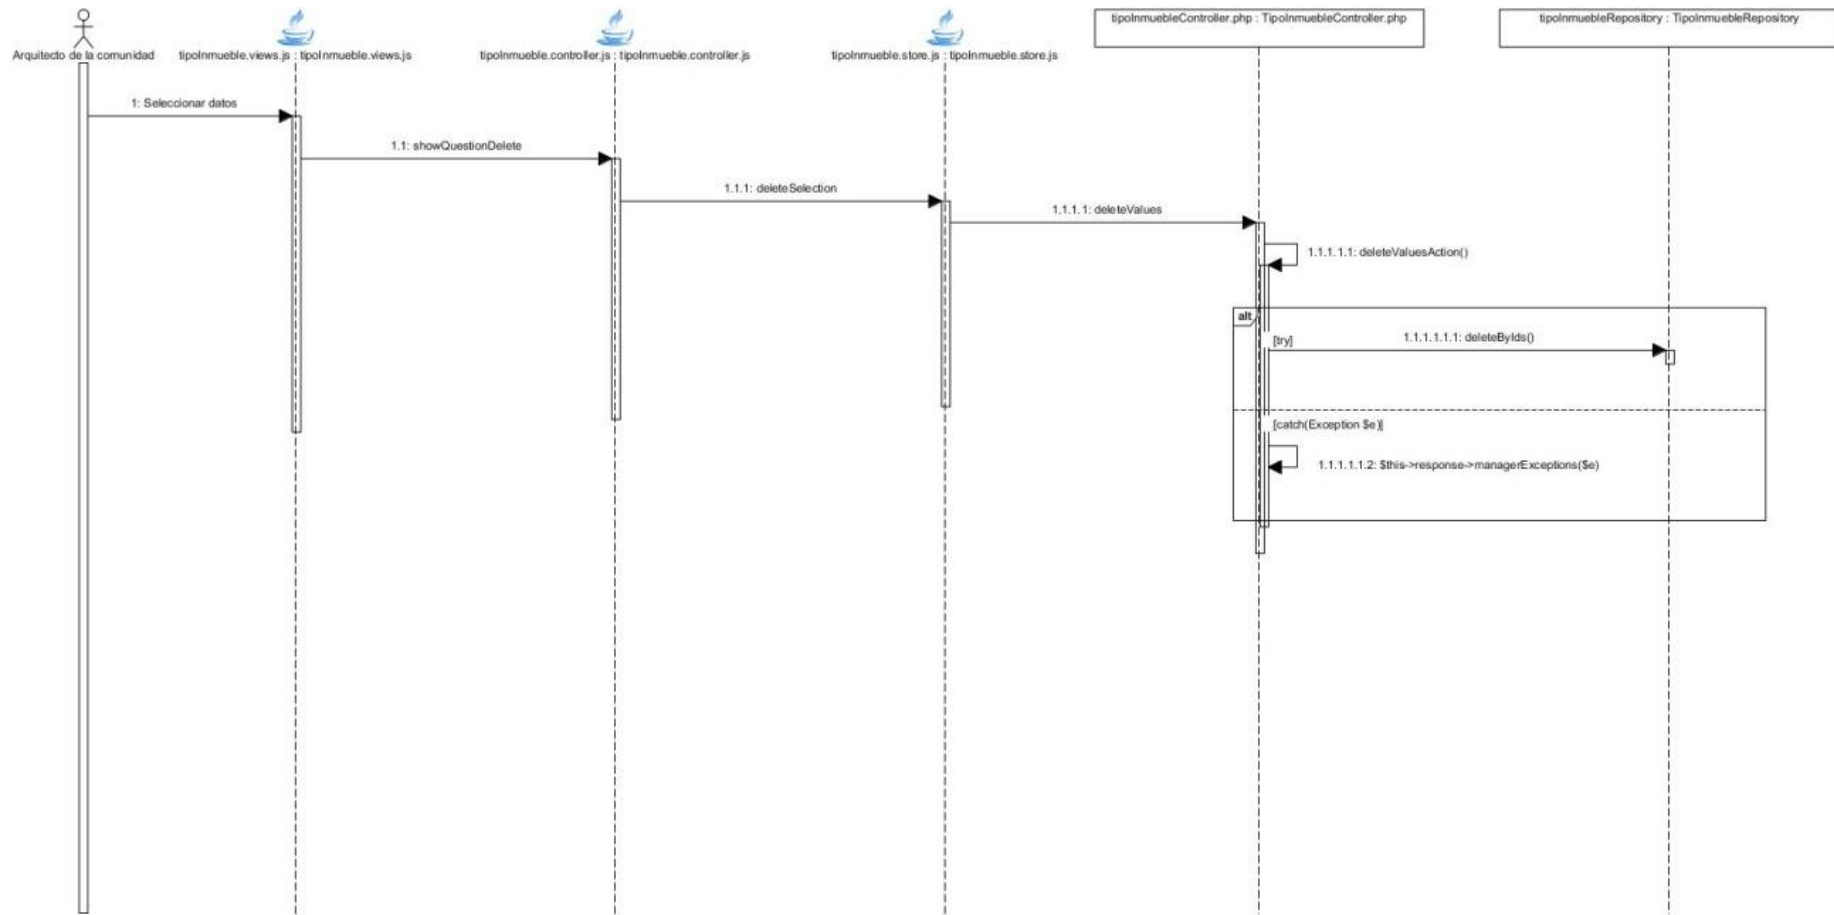 Arquitecto de la comunidad
tipoInmueble.views.js : tipoInmueble.views.js
tipoInmueble.controller.js : tipoInmueble.controller.js
tipoInmueble.store.js : tipoInmueble.store.js
tipoInmuebleController.php : TipoInmuebleController.php
tipoInmuebleRepository : TipoInmuebleRepository
1: Seleccionar datos
1.1: showQuestionDelete
1.1.1: deleteSelection
1.1.1.1: deleteValues
1.1.1.1.1: deleteValuesAction()
alt
[try]
1.1.1.1.1.1: deleteByIds()
[catch(Exception $e)]
1.1.1.1.1.2: $this->response->managerExceptions($e)